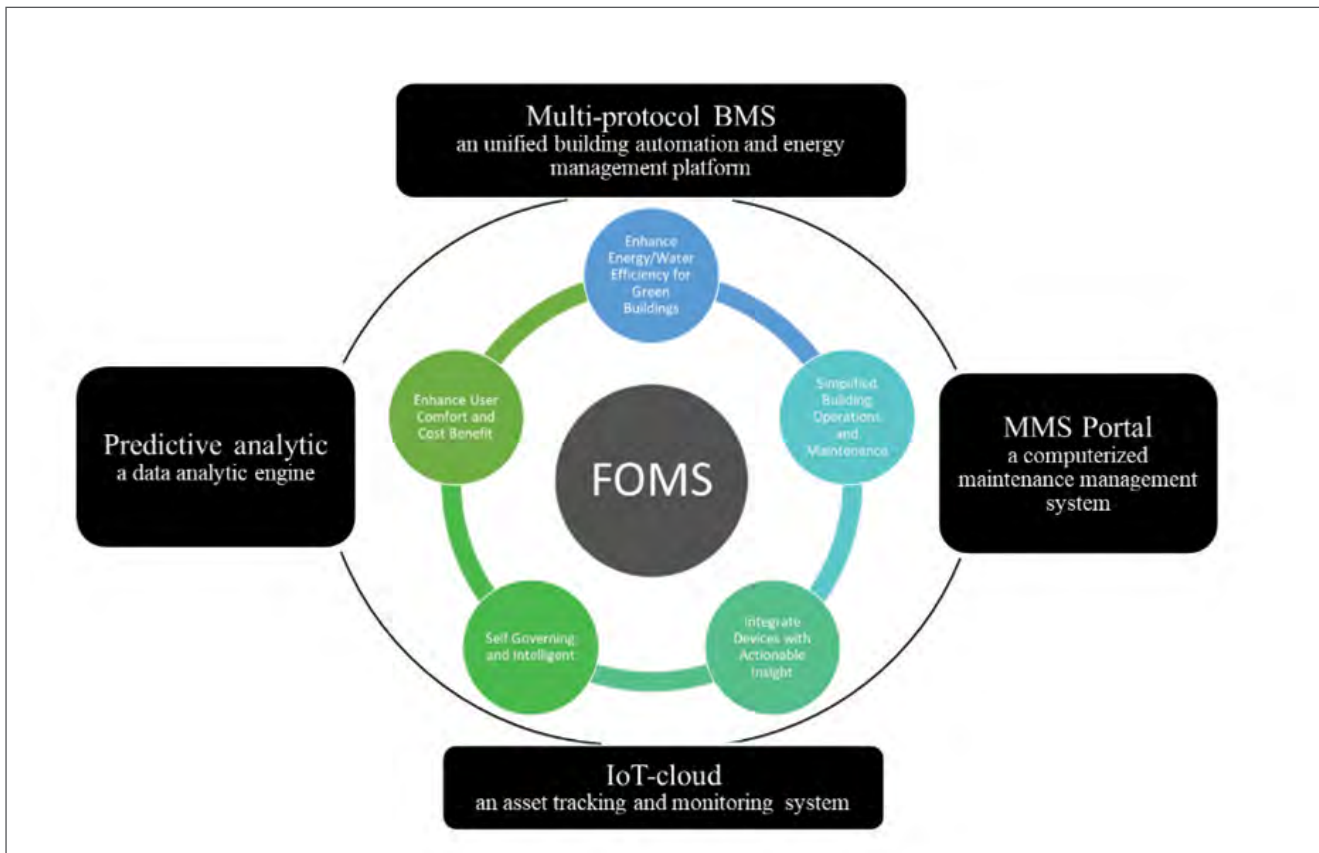 Multi-protocol BMS
an unified building automation and energy
management platform
Enhance
Energy/Water
Efficiency for
Green
Buildings
Enhance User
Comfort and
Cost Benefit
Simplified
Building
Operations
and
Maintenance
Predictive analytic
a data analytic engine
FOMS
MMS Portal
a computerized
maintenance management
system
Self Governing
and Intelligent
Integrate
Devices with
Actionable
Insight
IoT-cloud
an asset tracking and monitoring system